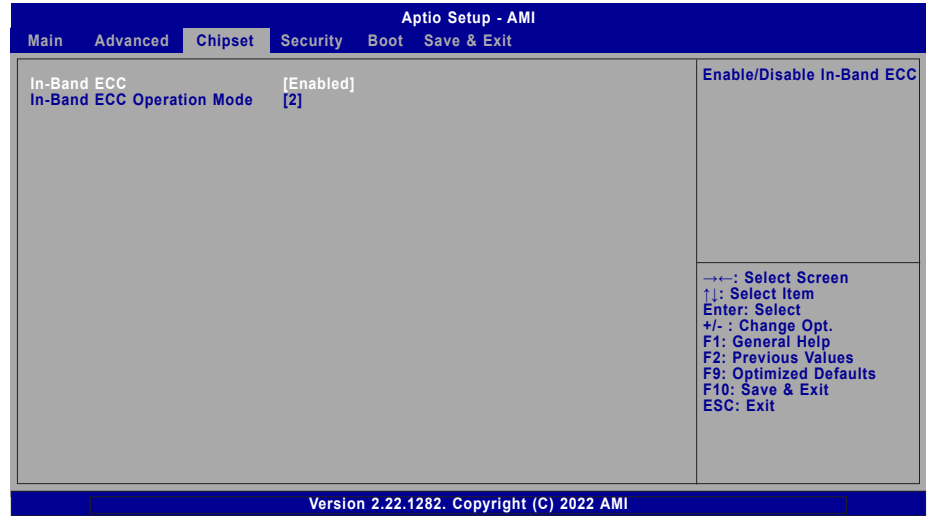 Aptio Setup - AMI
Main Advanced Chipset Security Boot Save & Exit
In-Band ECC [Enabled]
In-Band ECC Operation Mode [2]
Enable/Disable In-Band ECC
→←: Select Screen
↑↓: Select Item
Enter: Select
+/- : Change Opt.
F1: General Help
F2: Previous Values
F9: Optimized Defaults
F10: Save & Exit
ESC: Exit
Version 2.22.1282. Copyright (C) 2022 AMI